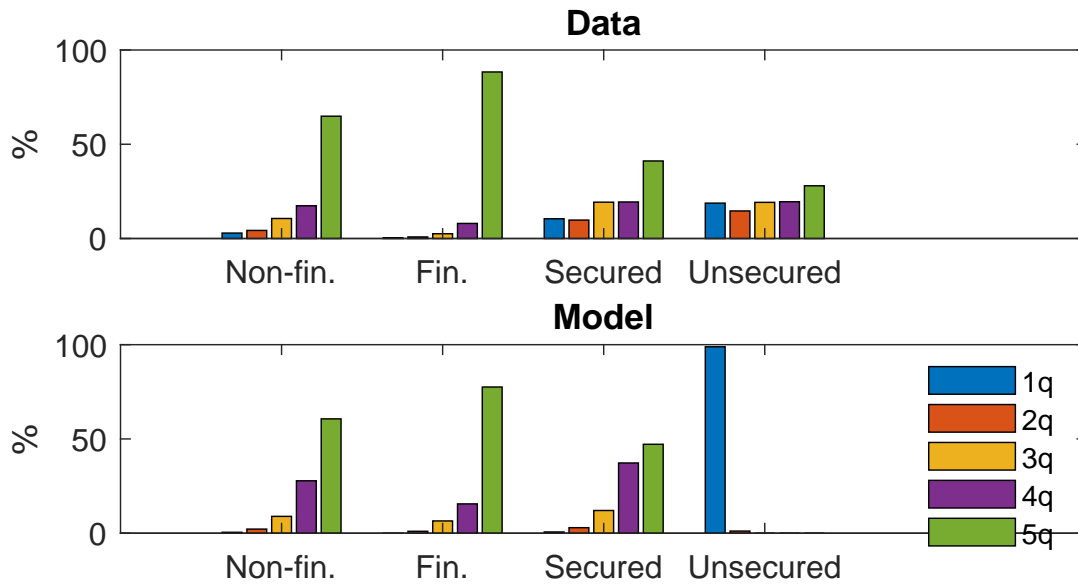 Data
100
50
0
%
Non-fin. Fin. Secured Unsecured
Model
100
50
0
%
Non-fin. Fin. Secured Unsecured
1q
2q
3q
4q
5q